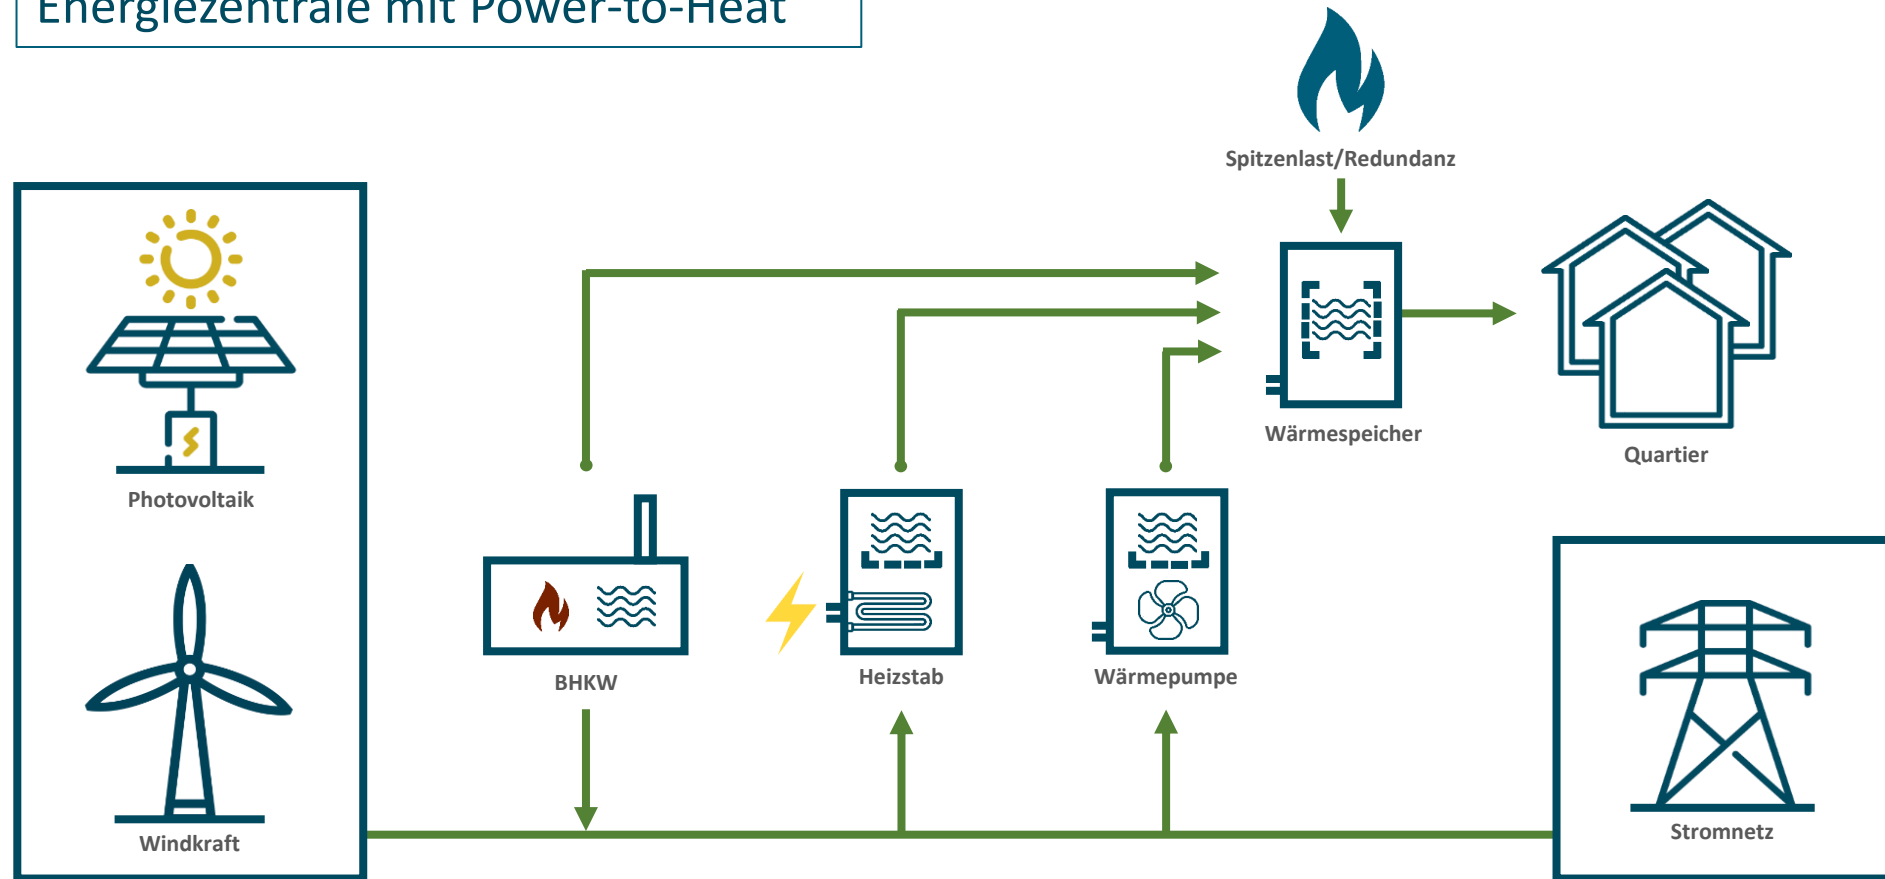 Energiezentrale mit Power-to-Heat
Spitzenlast/Redundanz
Photovoltaik
Wärmespeicher
Quartier
BHKW
Heizstab
Wärmepumpe
Windkraft
Stromnetz